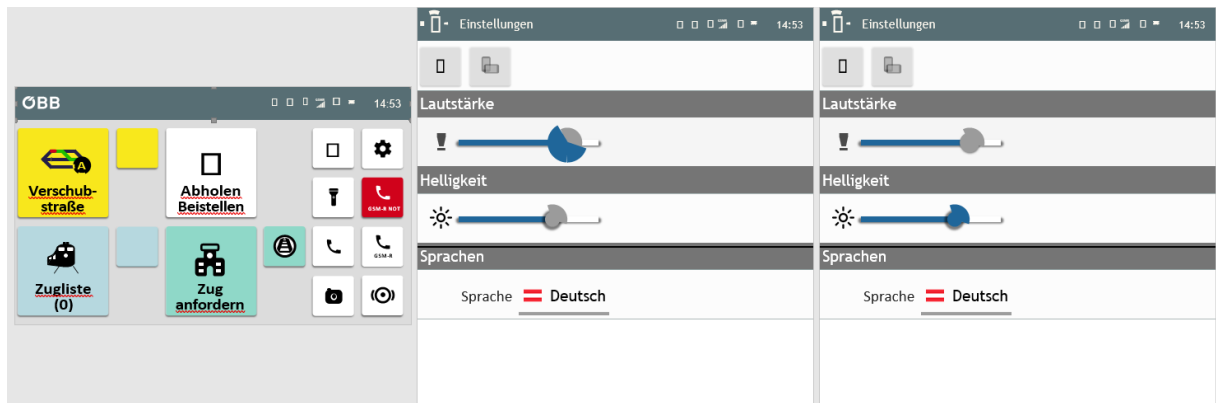 ÖBB
14:53
Verschub-
straße
A
Abholen
Beistellen
GSM-R NOT
Zugliste
(0)
Zug
anfordern
GSM-R
Einstellungen
14:53
Lautstärke
Helligkeit
Sprachen
Sprache Deutsch
Einstellungen
14:53
Lautstärke
Helligkeit
Sprachen
Sprache Deutsch